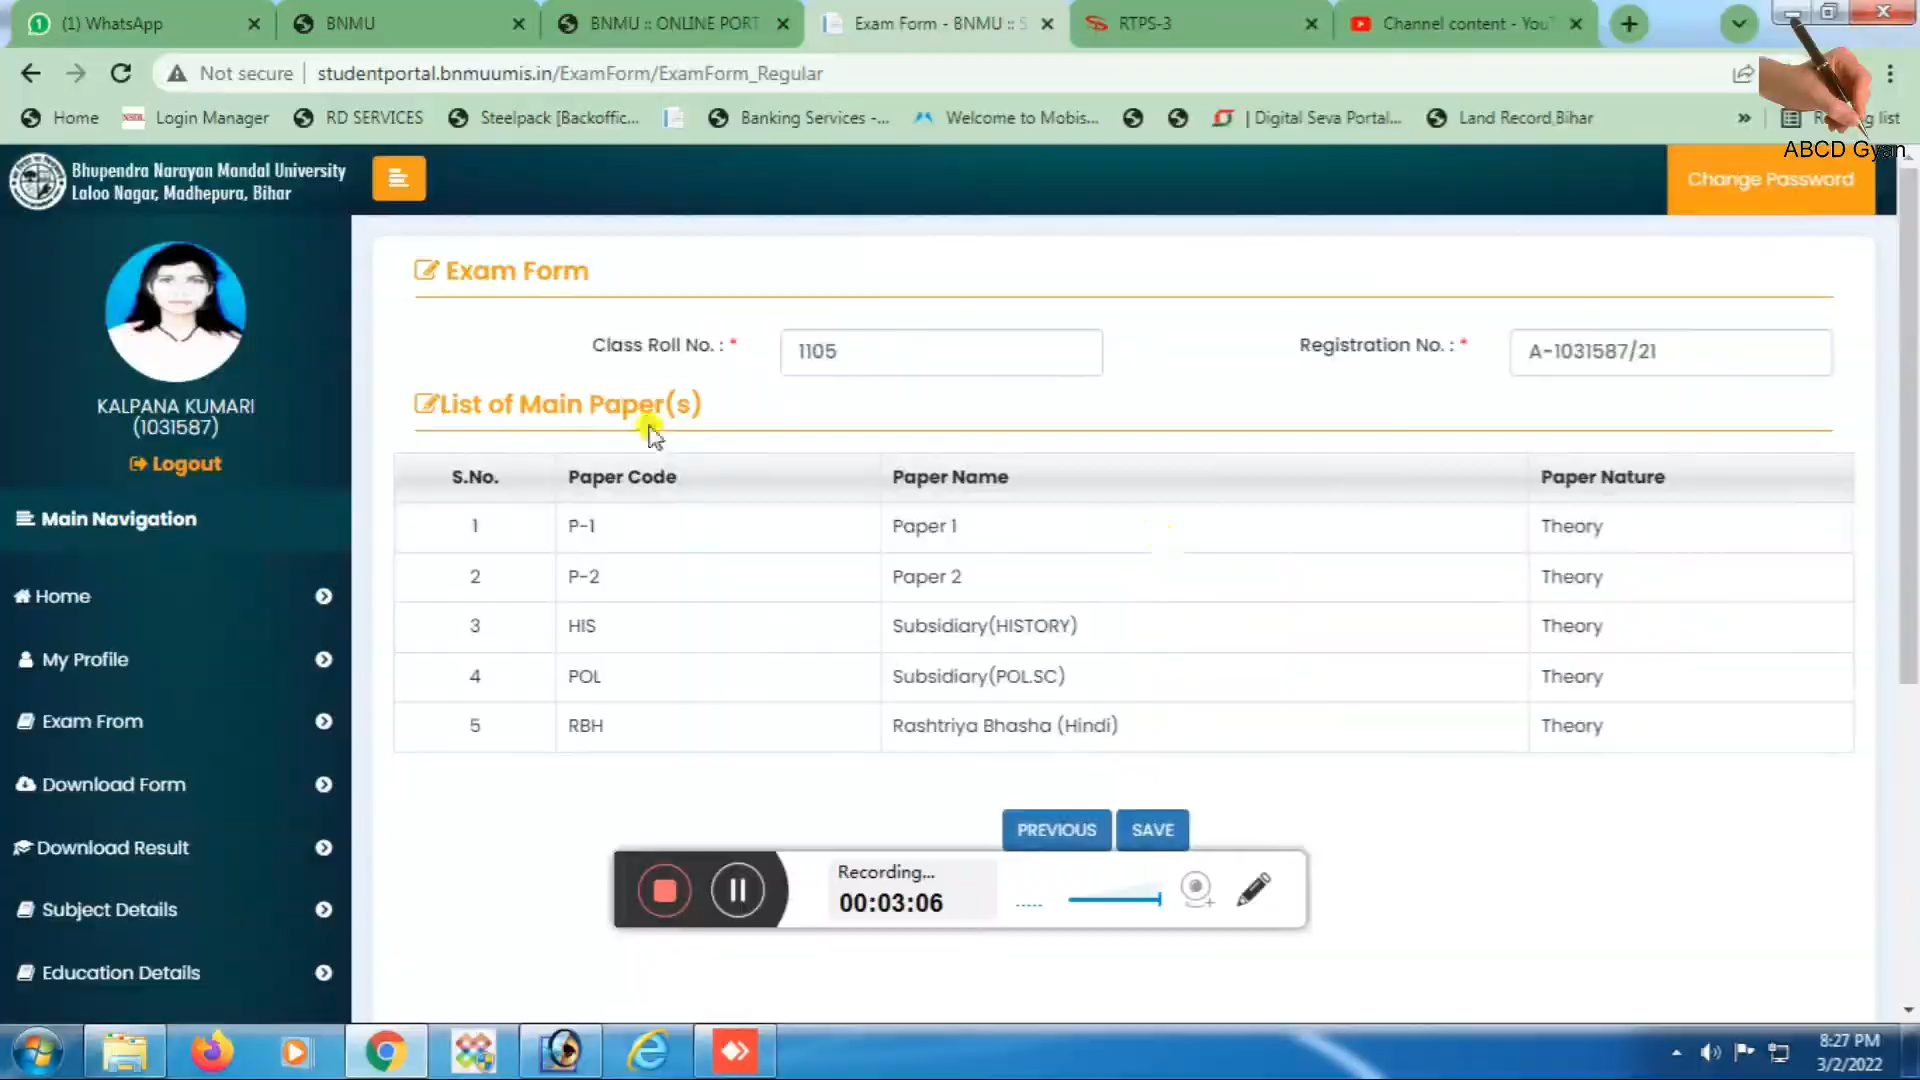 (1) WhatsApp
BNMU
BNMU :: ONLINE PORT
Exam Form - BNMU :: S
RTPS-3
Channel content - YouT
Not secure
studentportal.bnmuumis.in/ExamForm/ExamForm_Regular
Home
Login Manager
RD SERVICES
Steelpack [Backoffic...
Banking Services -...
Welcome to Mobis...
| Digital Seva Portal...
Land Record,Bihar
»
g list
ABCD Gyan
Bhupendra Narayan Mandal University
Laloo Nagar, Madhepura, Bihar
Change Password
KALPANA KUMARI
(1031587)
Logout
Main Navigation
Home
My Profile
Exam From
Download Form
Download Result
Subject Details
Education Details
Exam Form
Class Roll No. : *
1105
Registration No. : *
A-1031587/21
List of Main Paper(s)
S.No. Paper Code Paper Name Paper Nature
1 P-1 Paper 1 Theory
2 P-2 Paper 2 Theory
3 HIS Subsidiary(HISTORY) Theory
4 POL Subsidiary(POL.SC) Theory
5 RBH Rashtriya Bhasha (Hindi) Theory
PREVIOUS
SAVE
Recording...
00:03:06
8:27 PM
3/2/2022